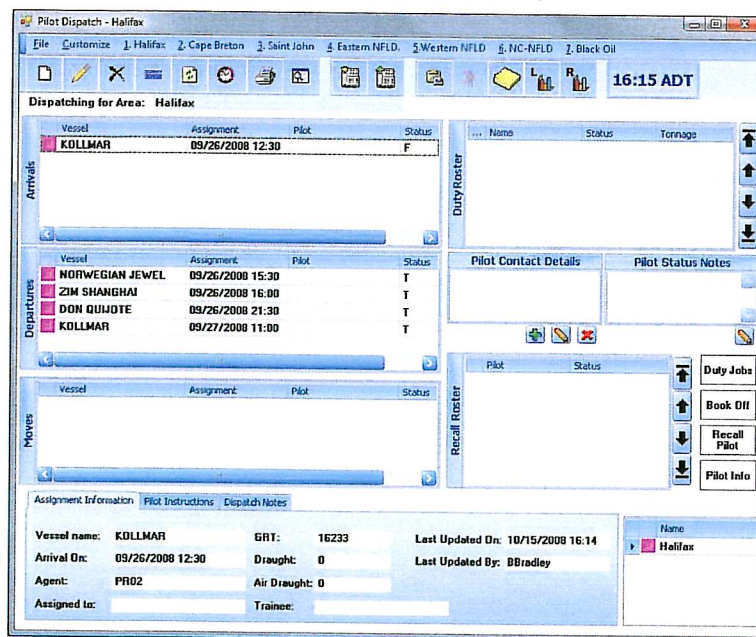 Pilot Dispatch - Halifax
File Customize 1. Halifax 2. Cape Breton 3. Saint John 4. Eastern NFLD. 5. Western NFLD 6. NC-NFLD 7. Black Oil
L R 16:15 ADT
Dispatching for Area: Halifax
Arrivals
Vessel Assignment Pilot Status
KOLLMAR 09/26/2008 12:30 F
Duty Roster
... Name Status Tonnage
Departures
Vessel Assignment Pilot Status
NORWEGIAN JEWEL 09/26/2008 15:30 T
ZIM SHANGHAI 09/26/2008 16:00 T
DON QUIJOTE 09/26/2008 21:30 T
KOLLMAR 09/27/2008 11:00 T
Pilot Contact Details Pilot Status Notes
Moves
Vessel Assignment Pilot Status
Recall Roster
Pilot Status
Duty Jobs
Book Off
Recall Pilot
Pilot Info
Assignment Information Pilot Instructions Dispatch Notes
Vessel name: KOLLMAR GRT: 16233 Last Updated On: 10/15/2008 16:14
Arrival On: 09/26/2008 12:30 Draught: 0 Last Updated By: BBradley
Agent: PR02 Air Draught: 0
Assigned to: Trainee:
Name
Halifax